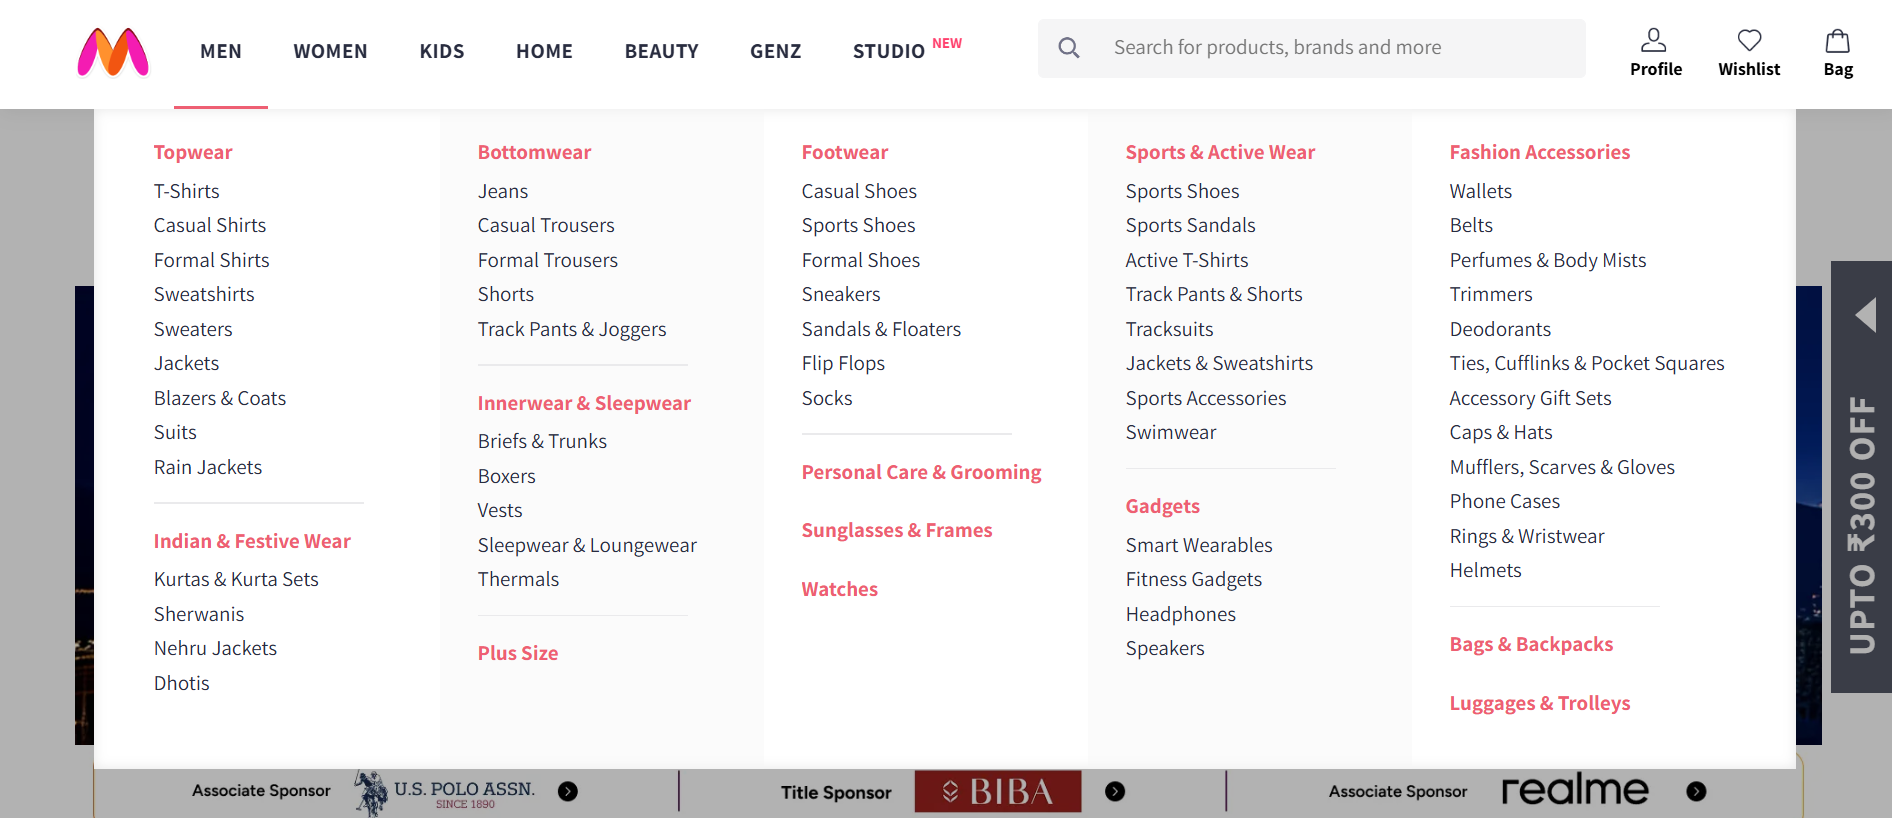 MEN
WOMEN
KIDS
HOME
BEAUTY
GENZ
STUDIO NEW
Search for products, brands and more
Profile
Wishlist
Bag
Topwear
T-Shirts
Casual Shirts
Formal Shirts
Sweatshirts
Sweaters
Jackets
Blazers & Coats
Suits
Rain Jackets
Indian & Festive Wear
Kurtas & Kurta Sets
Sherwanis
Nehru Jackets
Dhotis
Bottomwear
Jeans
Casual Trousers
Formal Trousers
Shorts
Track Pants & Joggers
Innerwear & Sleepwear
Briefs & Trunks
Boxers
Vests
Sleepwear & Loungewear
Thermals
Plus Size
Footwear
Casual Shoes
Sports Shoes
Formal Shoes
Sneakers
Sandals & Floaters
Flip Flops
Socks
Personal Care & Grooming
Sunglasses & Frames
Watches
Sports & Active Wear
Sports Shoes
Sports Sandals
Active T-Shirts
Track Pants & Shorts
Tracksuits
Jackets & Sweatshirts
Sports Accessories
Swimwear
Gadgets
Smart Wearables
Fitness Gadgets
Headphones
Speakers
Fashion Accessories
Wallets
Belts
Perfumes & Body Mists
Trimmers
Deodorants
Ties, Cufflinks & Pocket Squares
Accessory Gift Sets
Caps & Hats
Mufflers, Scarves & Gloves
Phone Cases
Rings & Wristwear
Helmets
Bags & Backpacks
Luggages & Trolleys
UPTO ₹300 OFF
Associate Sponsor
U.S. POLO ASSN.
SINCE 1890
Title Sponsor
BIBA
Associate Sponsor
realme